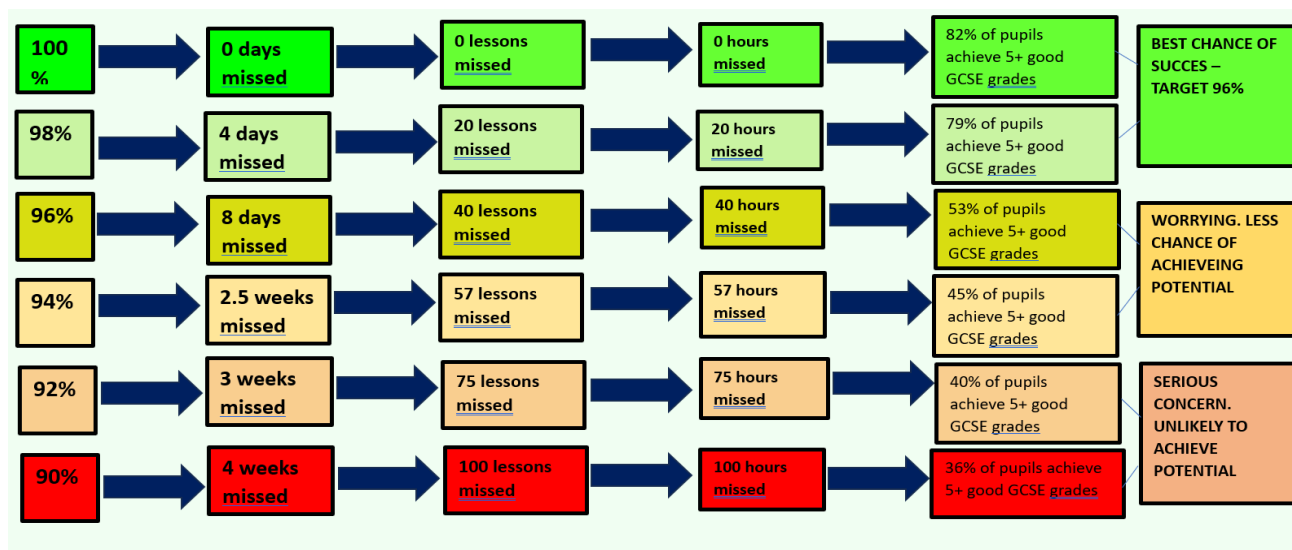 100
%
0 days
missed
0 lessons
missed
0 hours
missed
82% of pupils
achieve 5+ good
GCSE grades
BEST CHANCE OF
SUCCES –
TARGET 96%
98%
4 days
missed
20 lessons
missed
20 hours
missed
79% of pupils
achieve 5+ good
GCSE grades
96%
8 days
missed
40 lessons
missed
40 hours
missed
53% of pupils
achieve 5+ good
GCSE grades
WORRYING. LESS
CHANCE OF
ACHIEVEING
POTENTIAL
94%
2.5 weeks
missed
57 lessons
missed
57 hours
missed
45% of pupils
achieve 5+ good
GCSE grades
92%
3 weeks
missed
75 lessons
missed
75 hours
missed
40% of pupils
achieve 5+ good
GCSE grades
SERIOUS
CONCERN.
UNLIKELY TO
ACHIEVE
POTENTIAL
90%
4 weeks
missed
100 lessons
missed
100 hours
missed
36% of pupils achieve
5+ good GCSE grades